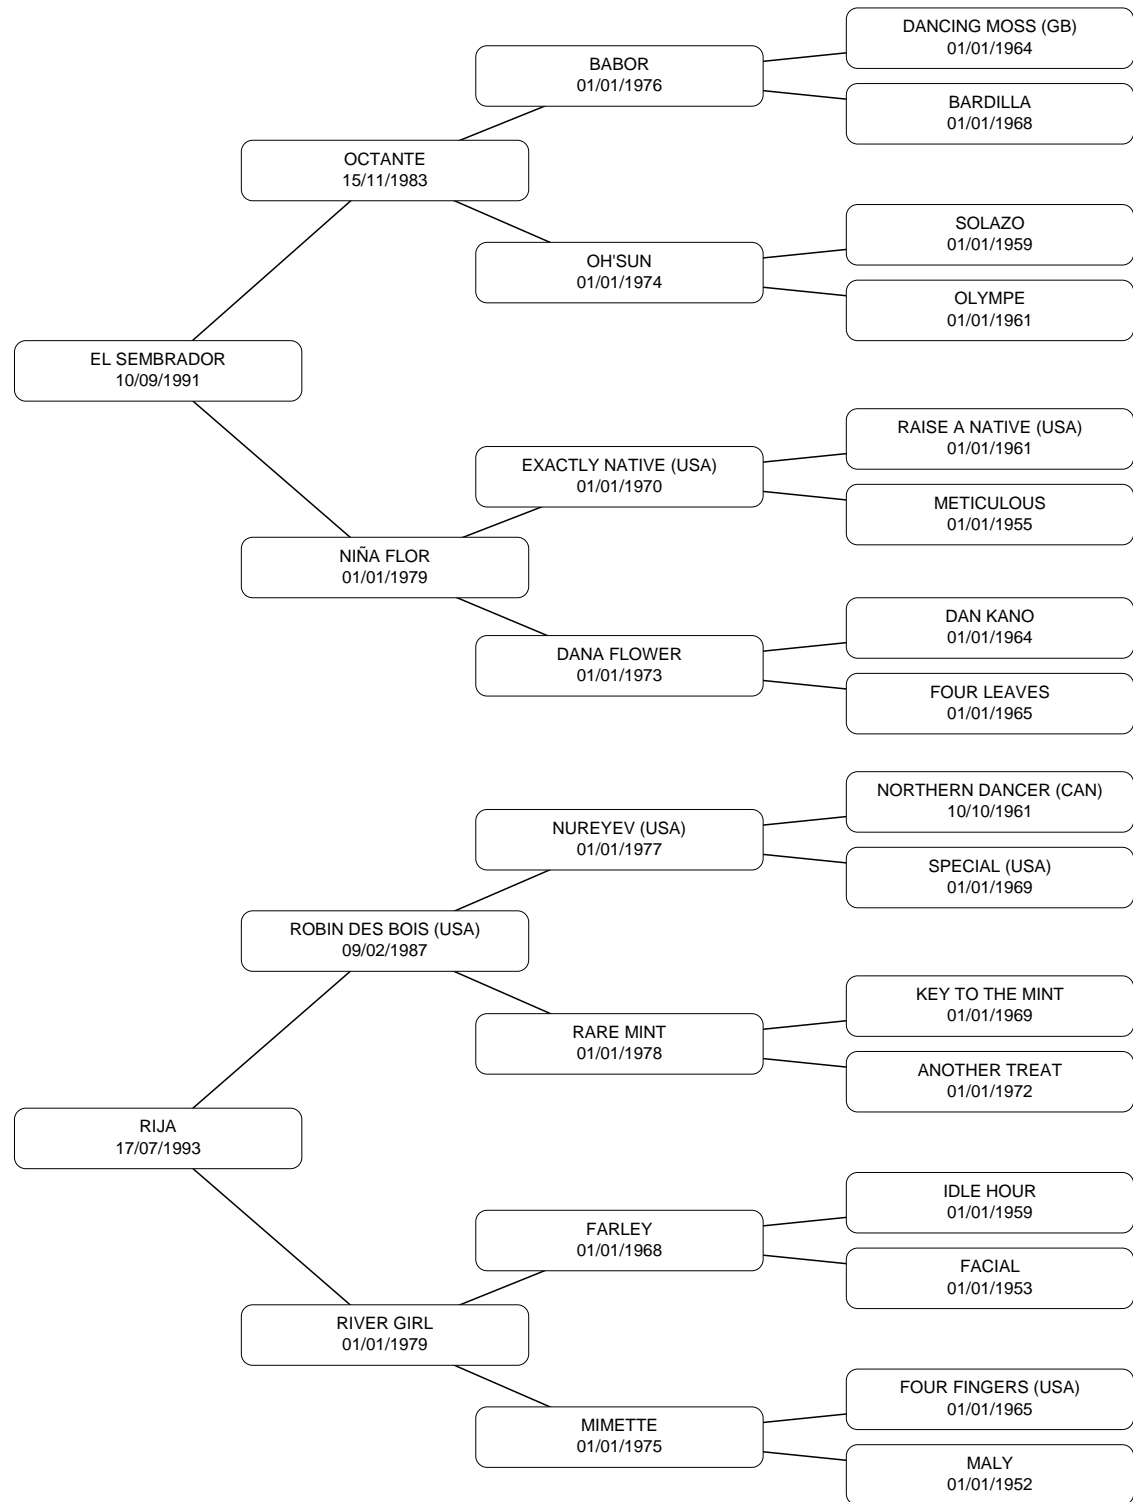 DANCING MOSS (GB)
01/01/1964
BABOR
01/01/1976
BARDILLA
01/01/1968
OCTANTE
15/11/1983
SOLAZO
01/01/1959
OH'SUN
01/01/1974
OLYMPE
01/01/1961
EL SEMBRADOR
10/09/1991
RAISE A NATIVE (USA)
01/01/1961
EXACTLY NATIVE (USA)
01/01/1970
METICULOUS
01/01/1955
NIÑA FLOR
01/01/1979
DAN KANO
01/01/1964
DANA FLOWER
01/01/1973
FOUR LEAVES
01/01/1965
NORTHERN DANCER (CAN)
10/10/1961
NUREYEV (USA)
01/01/1977
SPECIAL (USA)
01/01/1969
ROBIN DES BOIS (USA)
09/02/1987
KEY TO THE MINT
01/01/1969
RARE MINT
01/01/1978
ANOTHER TREAT
01/01/1972
RIJA
17/07/1993
IDLE HOUR
01/01/1959
FARLEY
01/01/1968
FACIAL
01/01/1953
RIVER GIRL
01/01/1979
FOUR FINGERS (USA)
01/01/1965
MIMETTE
01/01/1975
MALY
01/01/1952